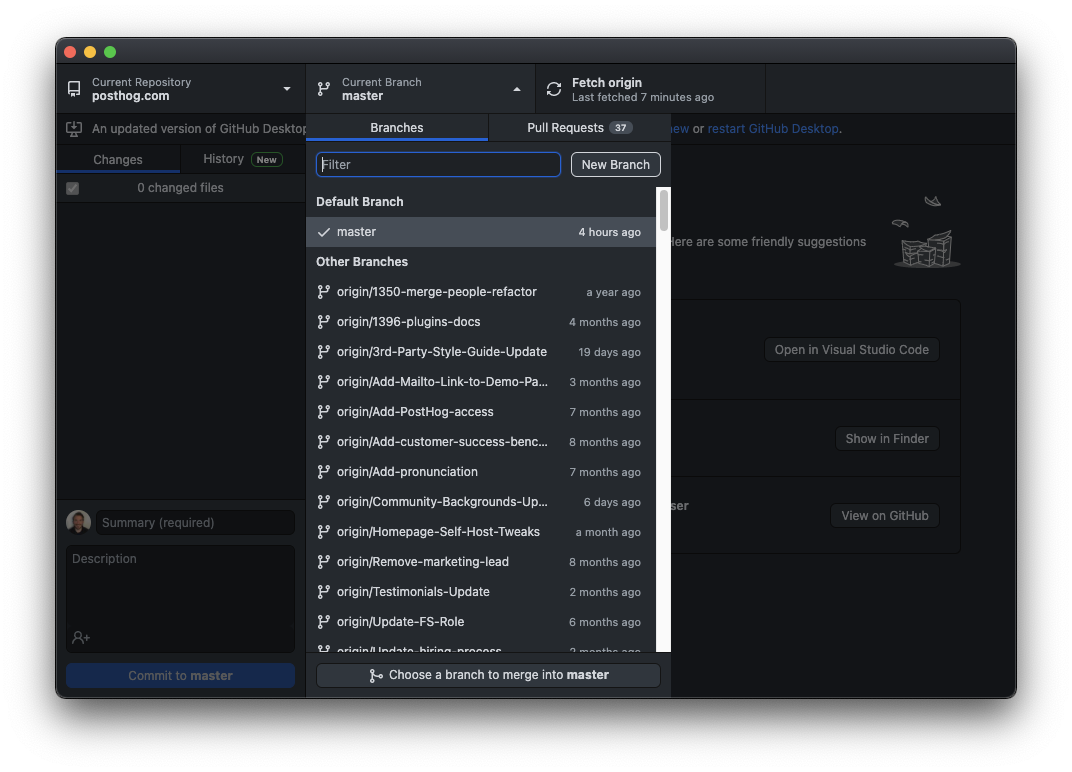 Current Repository
posthog.com
Current Branch
master
Fetch origin
Last fetched 7 minutes ago
An updated version of GitHub Desktop
or restart GitHub Desktop.
Branches
Pull Requests 37
Changes
History New
0 changed files
Filter
New Branch
Default Branch
master 4 hours ago
Other Branches
origin/1350-merge-people-refactor a year ago
origin/1396-plugins-docs 4 months ago
origin/3rd-Party-Style-Guide-Update 19 days ago
origin/Add-Mailto-Link-to-Demo-Pa... 3 months ago
origin/Add-PostHog-access 7 months ago
origin/Add-customer-success-benc... 8 months ago
origin/Add-pronunciation 7 months ago
origin/Community-Backgrounds-Up... 6 days ago
origin/Homepage-Self-Host-Tweaks a month ago
origin/Remove-marketing-lead 8 months ago
origin/Testimonials-Update 2 months ago
origin/Update-FS-Role 6 months ago
origin/Update-hiring-process
Choose a branch to merge into master
Here are some friendly suggestions
Open in Visual Studio Code
Show in Finder
View on GitHub
Summary (required)
Description
Commit to master